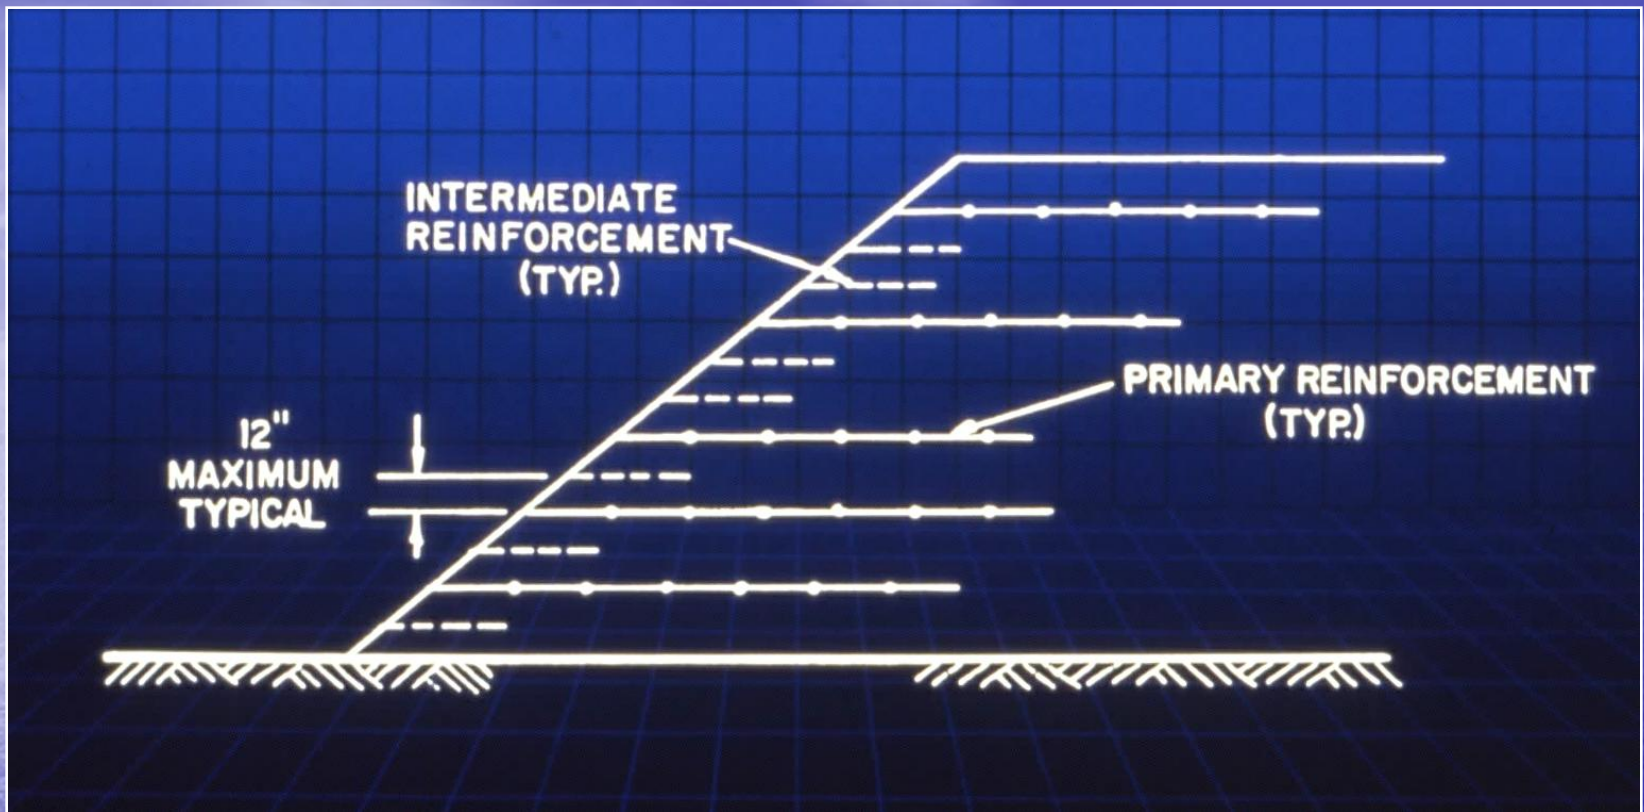 INTERMEDIATE
REINFORCEMENT
(TYP.)
PRIMARY REINFORCEMENT
(TYP.)
12"
MAXIMUM
TYPICAL